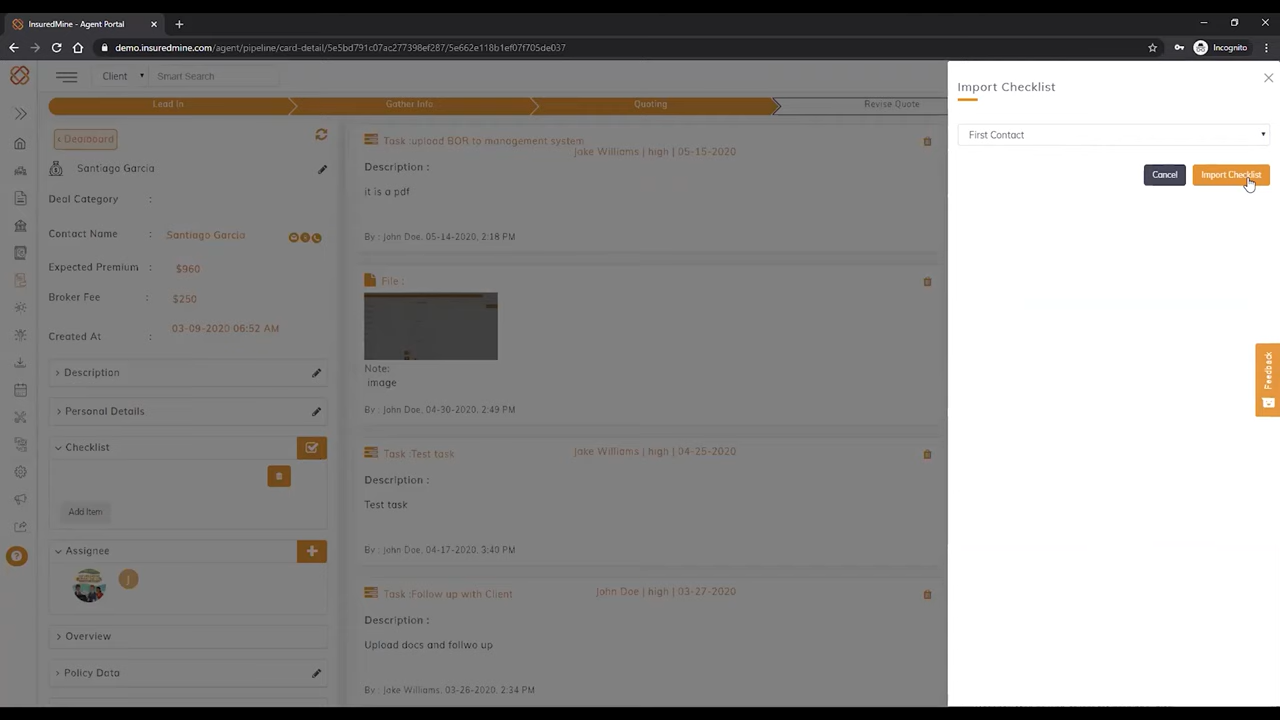 InsuredMine - Agent Portal
demo.insuredmine.com/agent/pipeline/card-detail/5e5bd791c07ac277398ef287/5e662e118b1ef07f705de037
Incognito
Client
Smart Search
Lead In
Gather Info
Quoting
Revise Quote
‹ Dealboard
Santiago Garcia
Deal Category :
Contact Name : Santiago Garcia
Expected Premium : $960
Broker Fee : $250
Created At : 03-09-2020 06:52 AM
Description
Personal Details
Checklist
Add Item
Assignee
J
Overview
Policy Data
Task :upload BOR to management system
Jake Williams | high | 05-15-2020
Description :
it is a pdf
By : John Doe, 05-14-2020, 2:18 PM
File :
Note:
image
By : John Doe, 04-30-2020, 2:49 PM
Task :Test task
Jake Williams | high | 04-25-2020
Description :
Test task
By : John Doe, 04-17-2020, 3:40 PM
Task :Follow up with Client
John Doe | high | 03-27-2020
Description :
Upload docs and follwo up
By : Jake Williams, 03-26-2020, 2:34 PM
Import Checklist
First Contact
Cancel
Import Checklist
Feedback